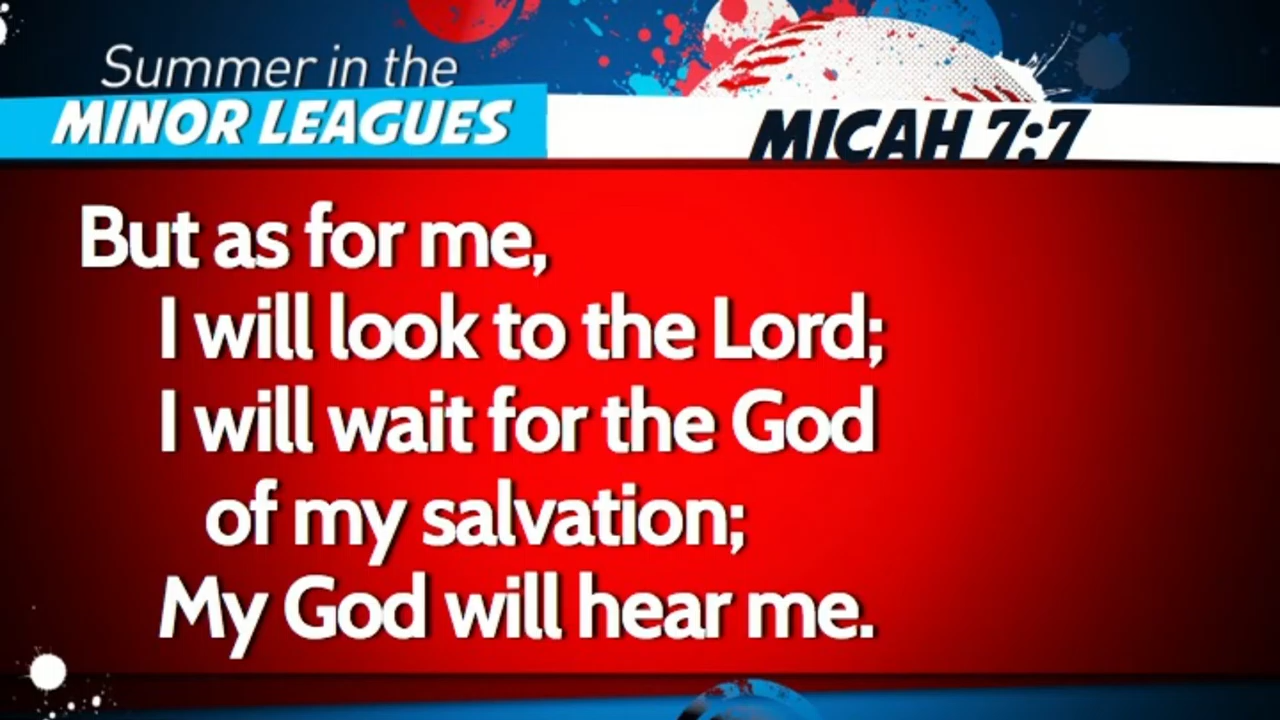 Summer in the
MINOR LEAGUES
MICAH 7:7
But as for me,
I will look to the Lord;
I will wait for the God
of my salvation;
My God will hear me.